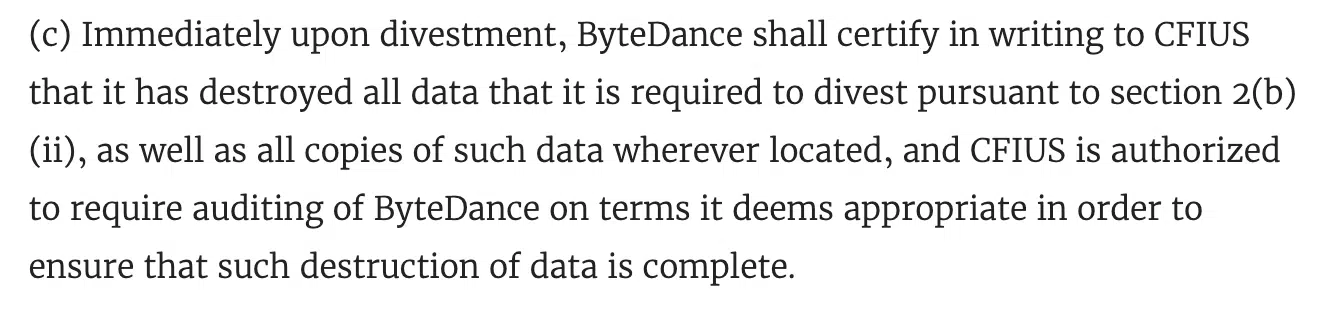 (c) Immediately upon divestment, ByteDance shall certify in writing to CFIUS
that it has destroyed all data that it is required to divest pursuant to section 2(b)
(ii), as well as all copies of such data wherever located, and CFIUS is authorized
to require auditing of ByteDance on terms it deems appropriate in order to
ensure that such destruction of data is complete.